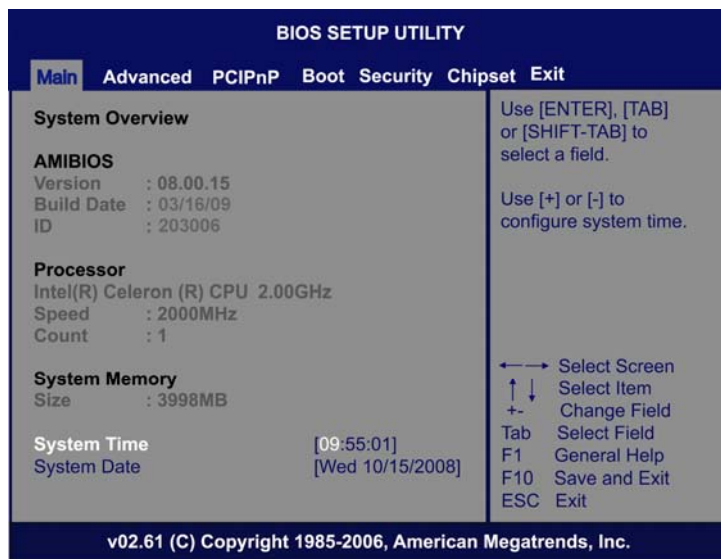 BIOS SETUP UTILITY
Main Advanced PCIPnP Boot Security Chipset Exit
System Overview
AMIBIOS
Version : 08.00.15
Build Date : 03/16/09
ID : 203006
Processor
Intel(R) Celeron (R) CPU 2.00GHz
Speed : 2000MHz
Count : 1
System Memory
Size : 3998MB
System Time [09:55:01]
System Date [Wed 10/15/2008]
Use [ENTER], [TAB]
or [SHIFT-TAB] to
select a field.
Use [+] or [-] to
configure system time.
←→ Select Screen
↑↓ Select Item
+- Change Field
Tab Select Field
F1 General Help
F10 Save and Exit
ESC Exit
v02.61 (C) Copyright 1985-2006, American Megatrends, Inc.